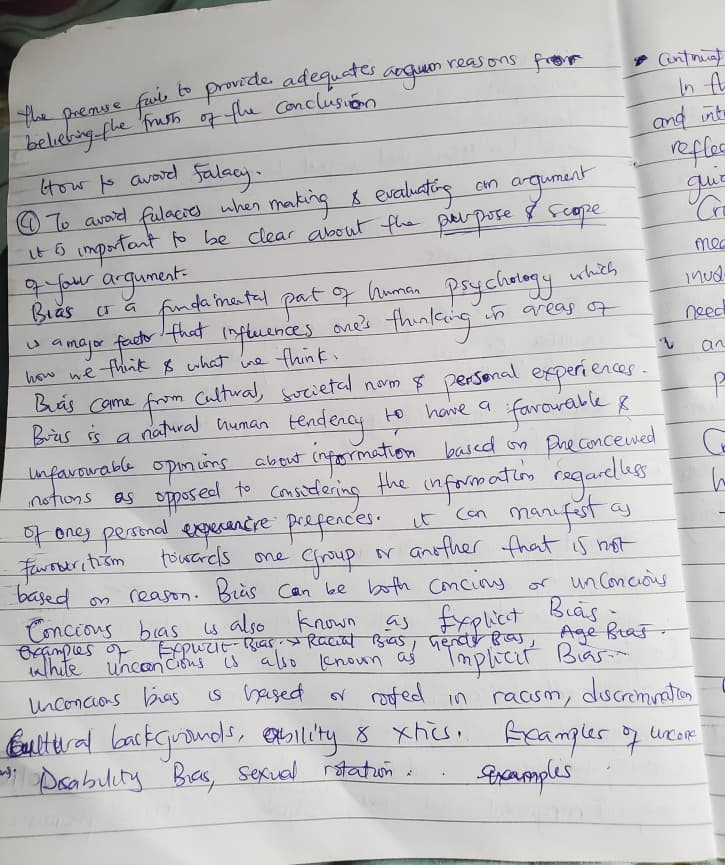 the premise fail to provide adequates reasons from
believing the truth of the conclusion
How to avoid falacy.
① To avoid fulacies when making & evaluating an argument
it is important to be clear about the purpose & scope
of your argument.
Bias is a fundamental part of human psychology which
is a major factor that influences one's thinking in areas of
how we think & what we think.
Bias came from cultural, societal norm & personal experiences.
Bias is a natural human tendency to have a favourable &
unfavourable opinions about information based on preconceived
notions as opposed to considering the information regardless
of ones personal prefences. it can manifest as
favouritism towards one group or another that is not
based on reason. Bias can be both concious or unconcious
Concious bias is also known as Explicit Bias.
examples of Explicit Bias → Racial Bias, Gender Bias, Age Bias.
while unconcious is also known as Implicit Bias
unconcious bias is based or rooted in racism, discrimination
Cultural backgrounds, ability & xtics. Examples of
Disability Bias, sexual rotation. examples
Continuat
In
and int
reflec
gui
Cr
mea
must
need
an
p